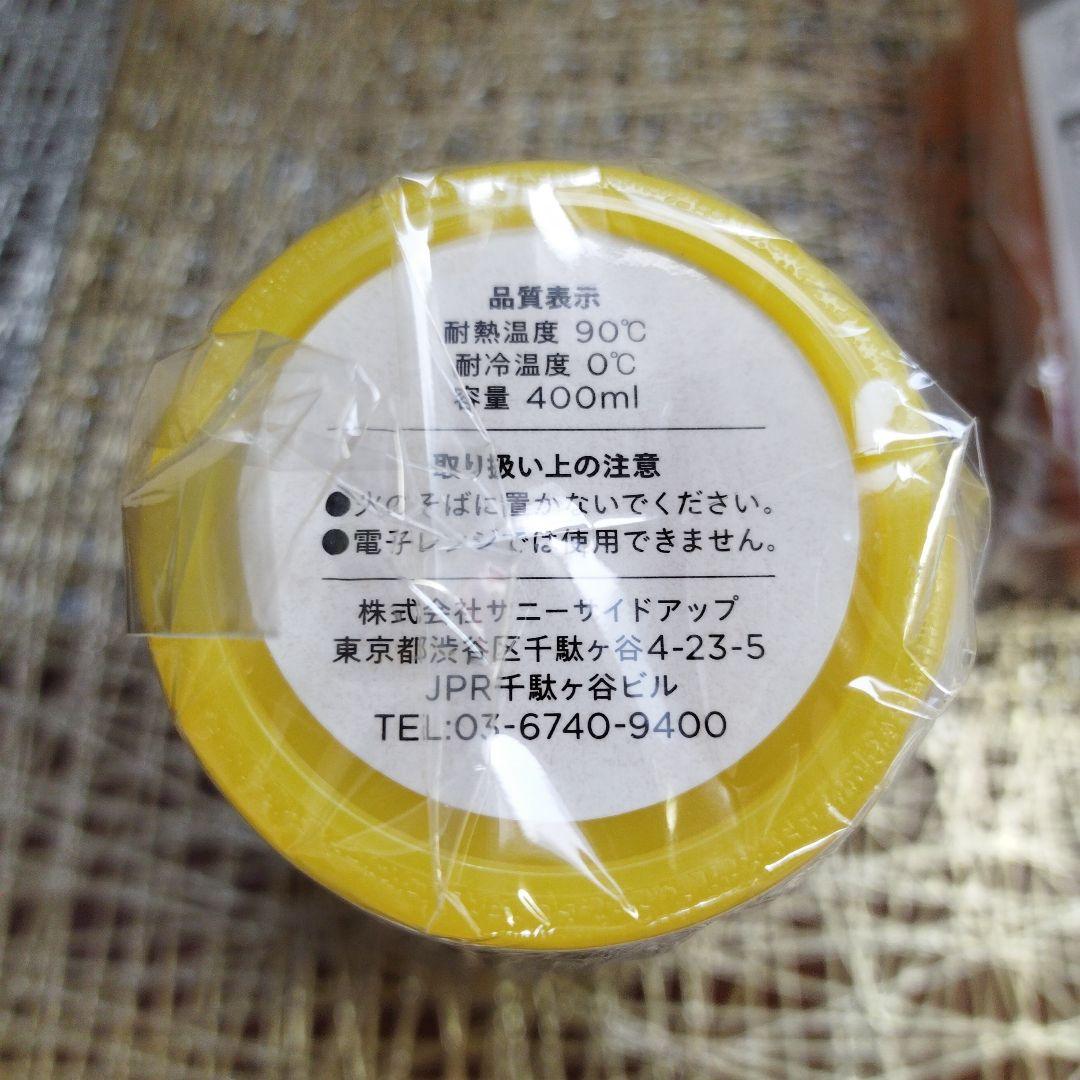 品質表示
耐熱温度 90℃
耐冷温度 0℃
容量 400ml
取り扱い上の注意
●火のそばに置かないでください。
●電子レンジでは使用できません。
株式会社サニーサイドアップ
東京都渋谷区千駄ヶ谷4-23-5
JPR千駄ヶ谷ビル
TEL:03-6740-9400